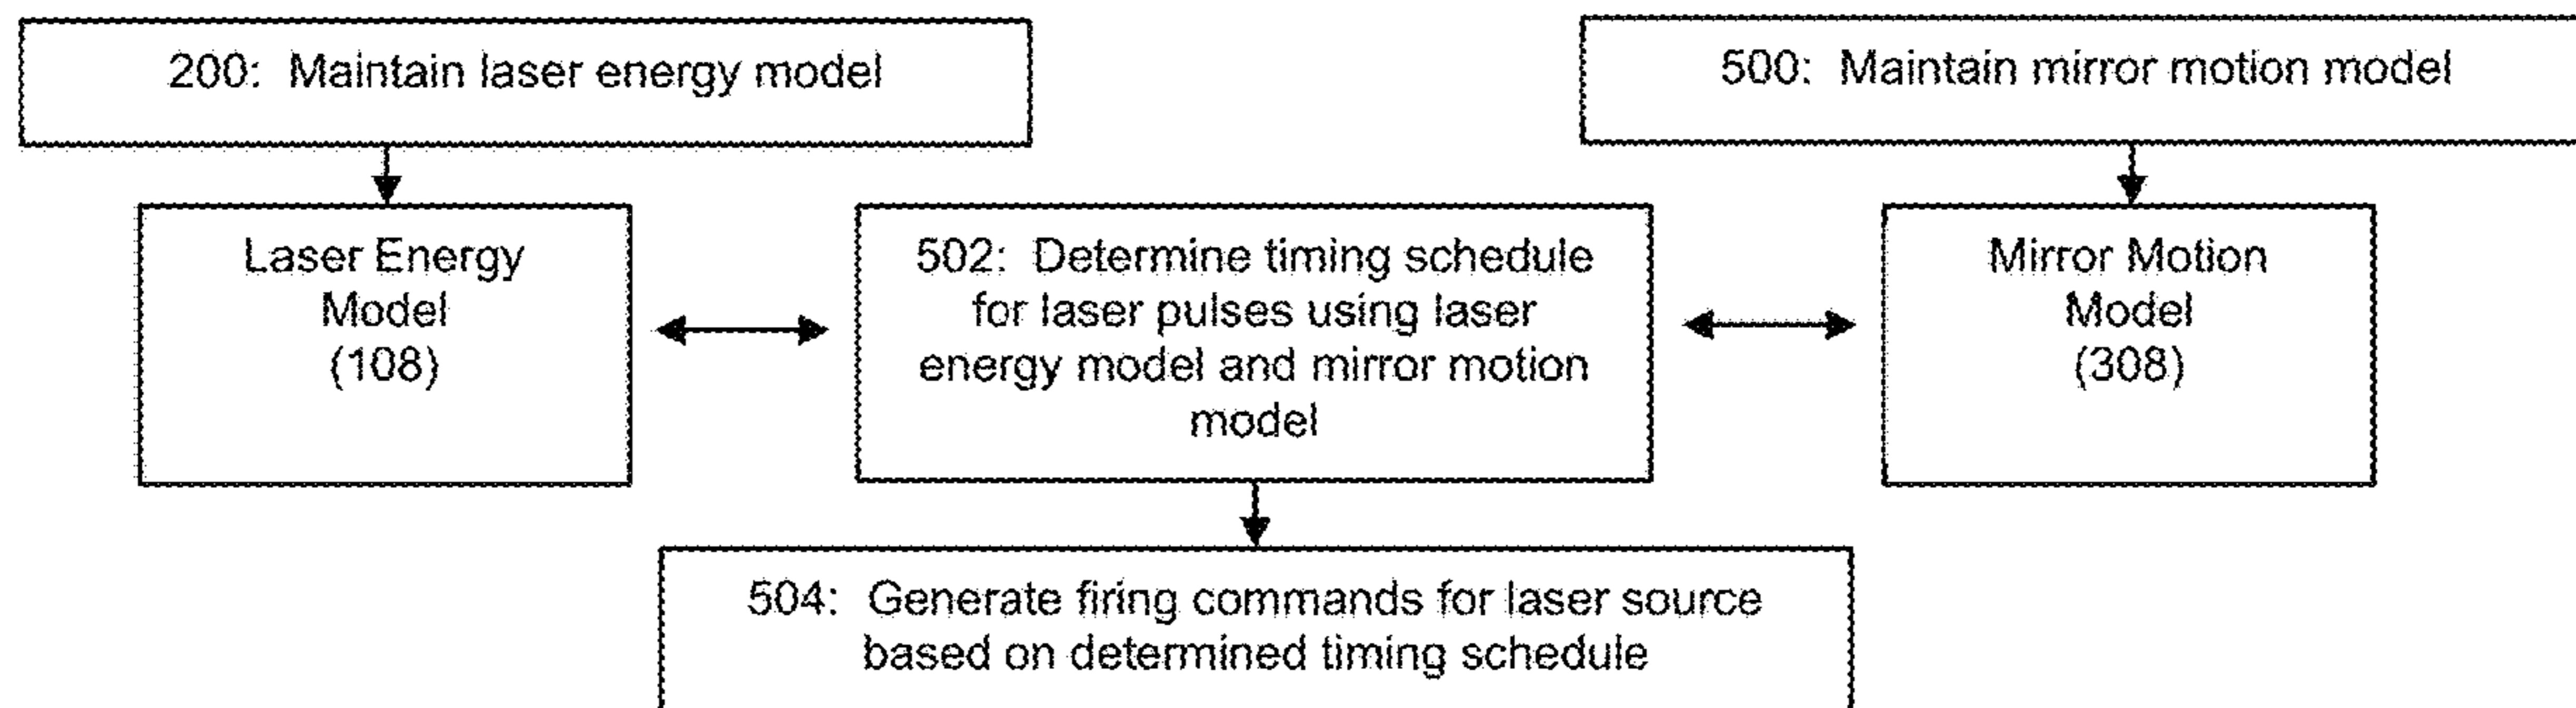 200: Maintain laser energy model
500: Maintain mirror motion model
Laser Energy
Model
(108)
502: Determine timing schedule
for laser pulses using laser
energy model and mirror motion
model
Mirror Motion
Model
(308)
504: Generate firing commands for laser source
based on determined timing schedule